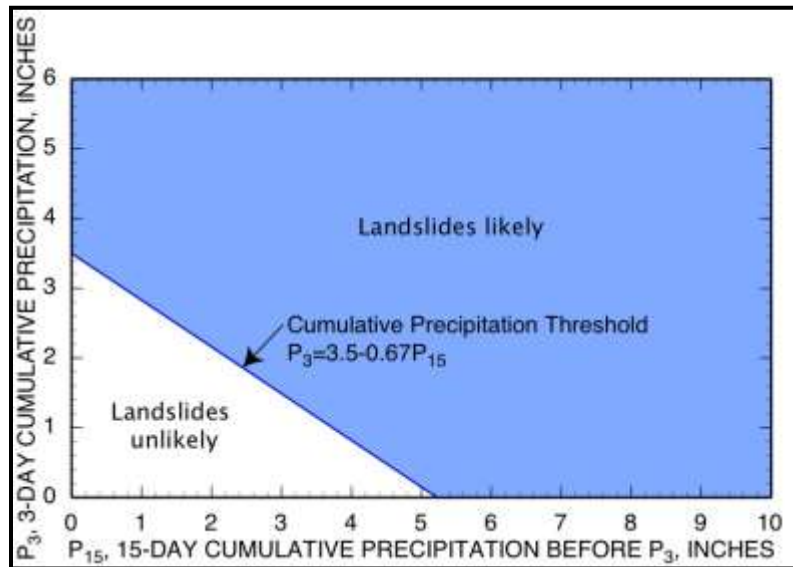 P3, 3-DAY CUMULATIVE PRECIPITATION, INCHES
6
5
4
3
2
1
0
Landslides likely
Cumulative Precipitation Threshold
P3=3.5-0.67P15
Landslides
unlikely
0 1 2 3 4 5 6 7 8 9 10
P15, 15-DAY CUMULATIVE PRECIPITATION BEFORE P3, INCHES